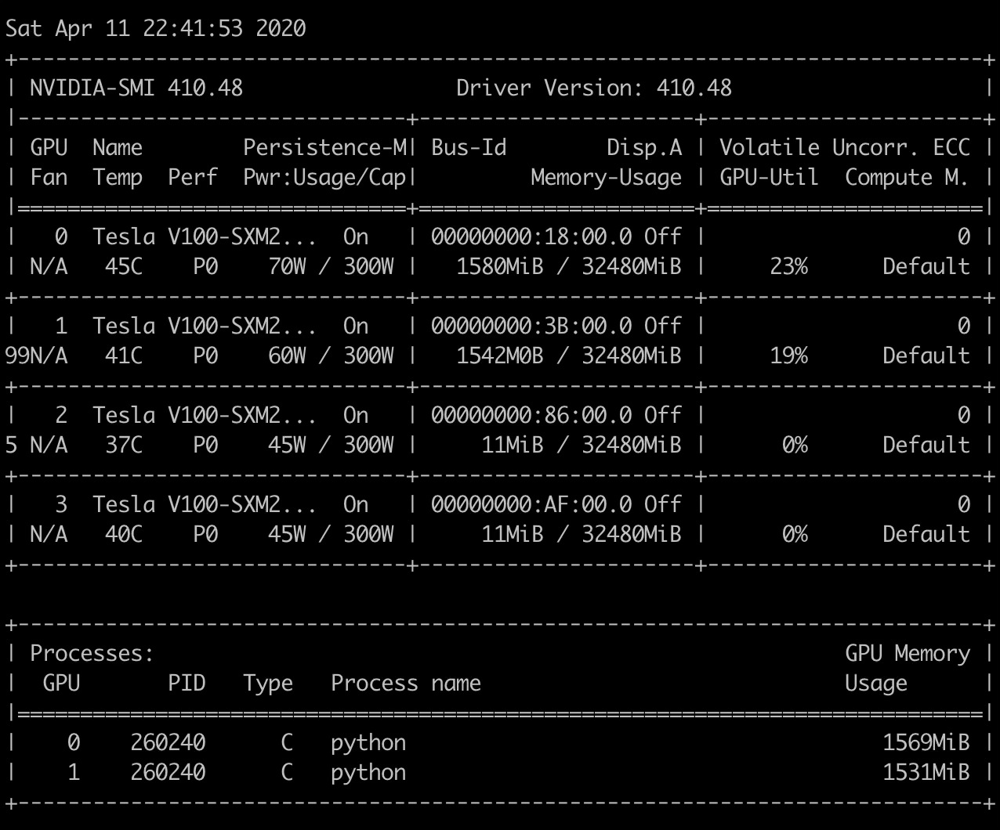 Sat Apr 11 22:41:53 2020
+-----------------------------------------------------------------------------+
| NVIDIA-SMI 410.48                 Driver Version: 410.48                    |
|-------------------------------+----------------------+----------------------+
| GPU  Name        Persistence-M| Bus-Id        Disp.A | Volatile Uncorr. ECC |
| Fan  Temp  Perf  Pwr:Usage/Cap|         Memory-Usage | GPU-Util  Compute M. |
|===============================+======================+======================|
|   0  Tesla V100-SXM2...  On   | 00000000:18:00.0 Off |                    0 |
| N/A   45C    P0    70W / 300W |   1580MiB / 32480MiB |     23%      Default |
+-------------------------------+----------------------+----------------------+
|   1  Tesla V100-SXM2...  On   | 00000000:3B:00.0 Off |                    0 |
99N/A   41C    P0    60W / 300W |   1542M0B / 32480MiB |     19%      Default |
+-------------------------------+----------------------+----------------------+
|   2  Tesla V100-SXM2...  On   | 00000000:86:00.0 Off |                    0 |
5 N/A   37C    P0    45W / 300W |     11MiB / 32480MiB |      0%      Default |
+-------------------------------+----------------------+----------------------+
|   3  Tesla V100-SXM2...  On   | 00000000:AF:00.0 Off |                    0 |
| N/A   40C    P0    45W / 300W |     11MiB / 32480MiB |      0%      Default |
+-------------------------------+----------------------+----------------------+

+-----------------------------------------------------------------------------+
| Processes:                                                       GPU Memory |
|  GPU       PID   Type   Process name                             Usage      |
|=============================================================================|
|    0    260240      C   python                                      1569MiB |
|    1    260240      C   python                                      1531MiB |
+-----------------------------------------------------------------------------+